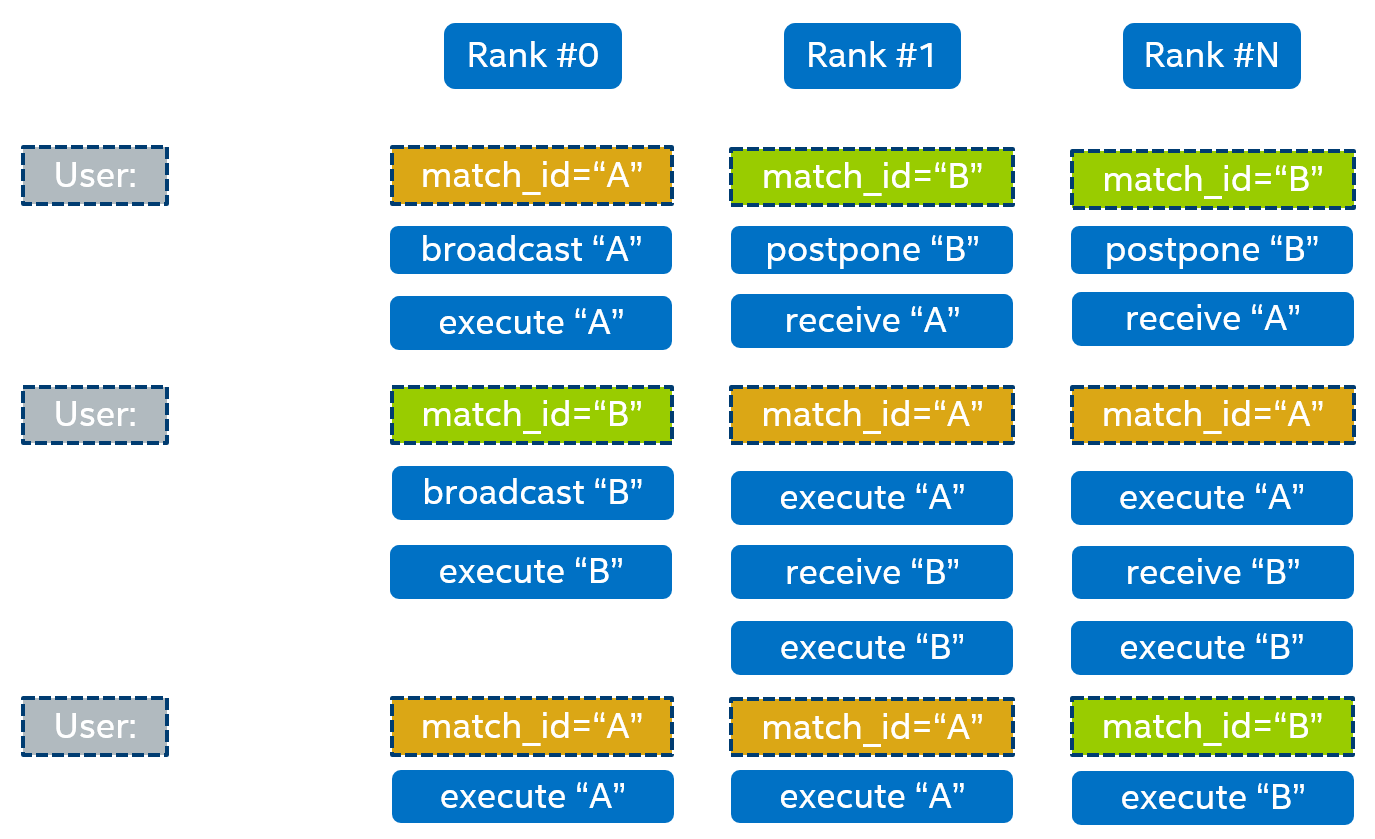 Rank #0 Rank #1 Rank #N
User: match_id=“A” match_id=“B” match_id=“B”
broadcast “A” postpone “B” postpone “B”
execute “A” receive “A” receive “A”
User: match_id=“B” match_id=“A” match_id=“A”
broadcast “B” execute “A” execute “A”
execute “B” receive “B” receive “B”
execute “B” execute “B”
User: match_id=“A” match_id=“A” match_id=“B”
execute “A” execute “A” execute “B”